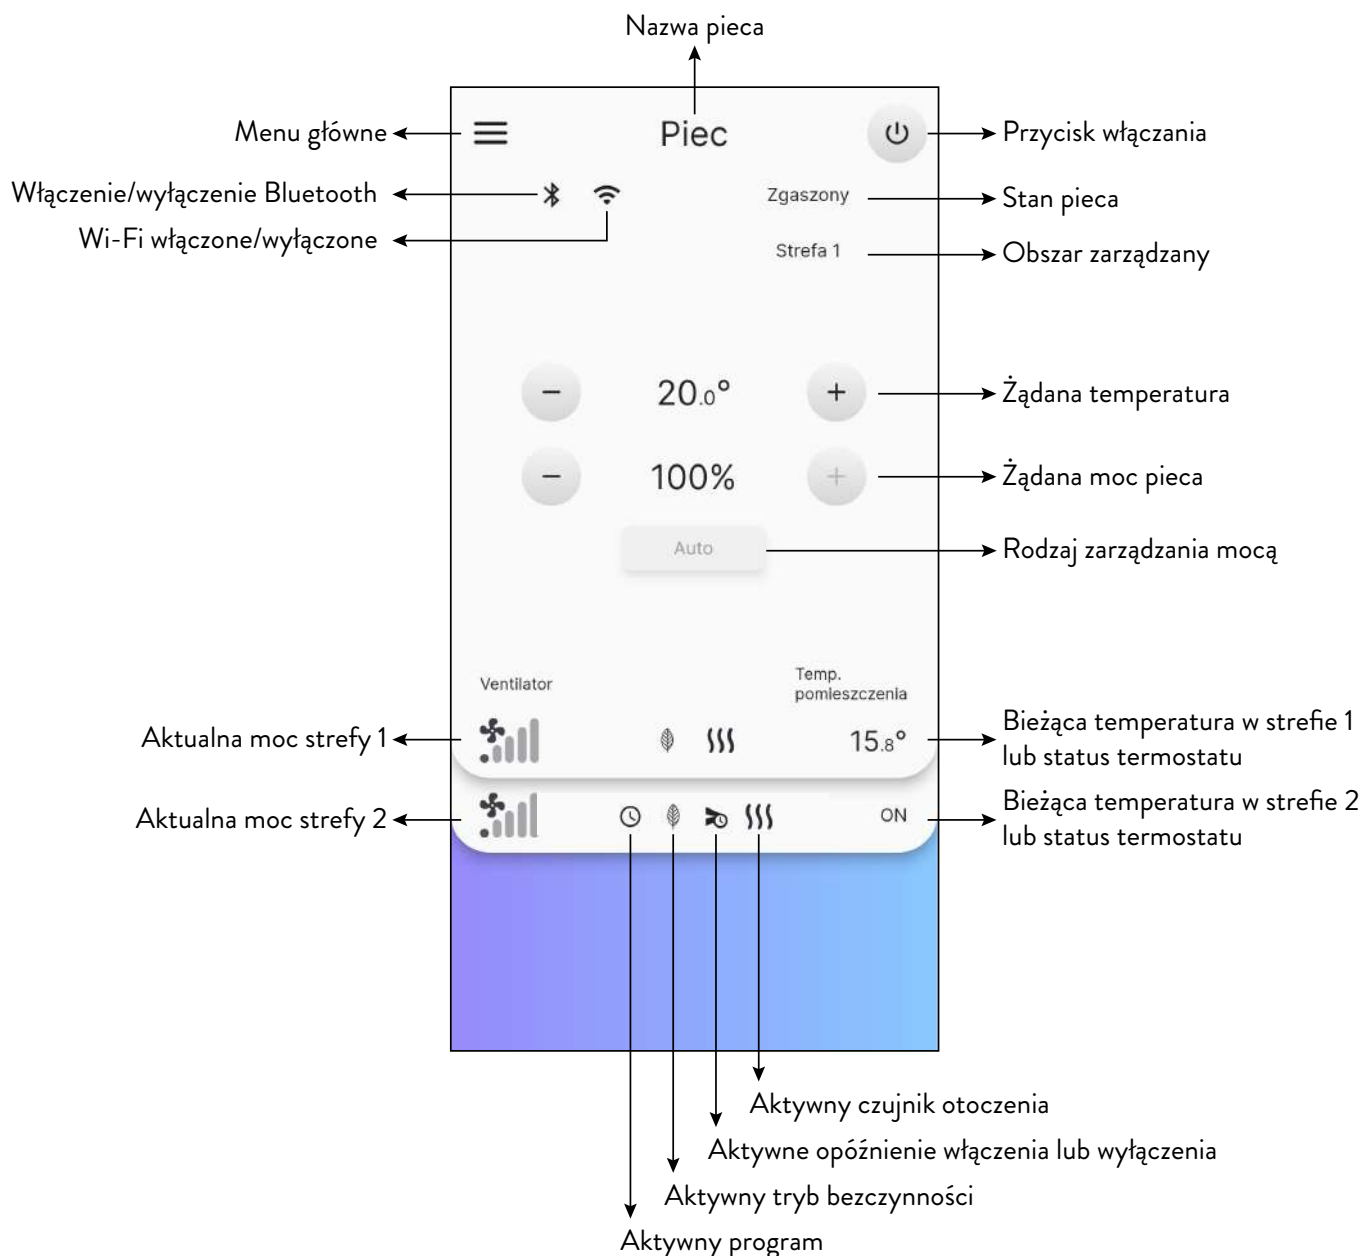 Nazwa pieca
Menu główne
Piec
Przycisk włączania
Włączenie/wyłączenie Bluetooth
Zgaszony
Stan pieca
Wi-Fi włączone/wyłączone
Strefa 1
Obszar zarządzany
− 20.0° +
Żądana temperatura
− 100% +
Żądana moc pieca
Auto
Rodzaj zarządzania mocą
Ventilator
Temp.
pomieszczenia
Aktualna moc strefy 1
15.8°
Bieżąca temperatura w strefie 1
lub status termostatu
Aktualna moc strefy 2
ON
Bieżąca temperatura w strefie 2
lub status termostatu
Aktywny czujnik otoczenia
Aktywne opóźnienie włączenia lub wyłączenia
Aktywny tryb bezczynności
Aktywny program